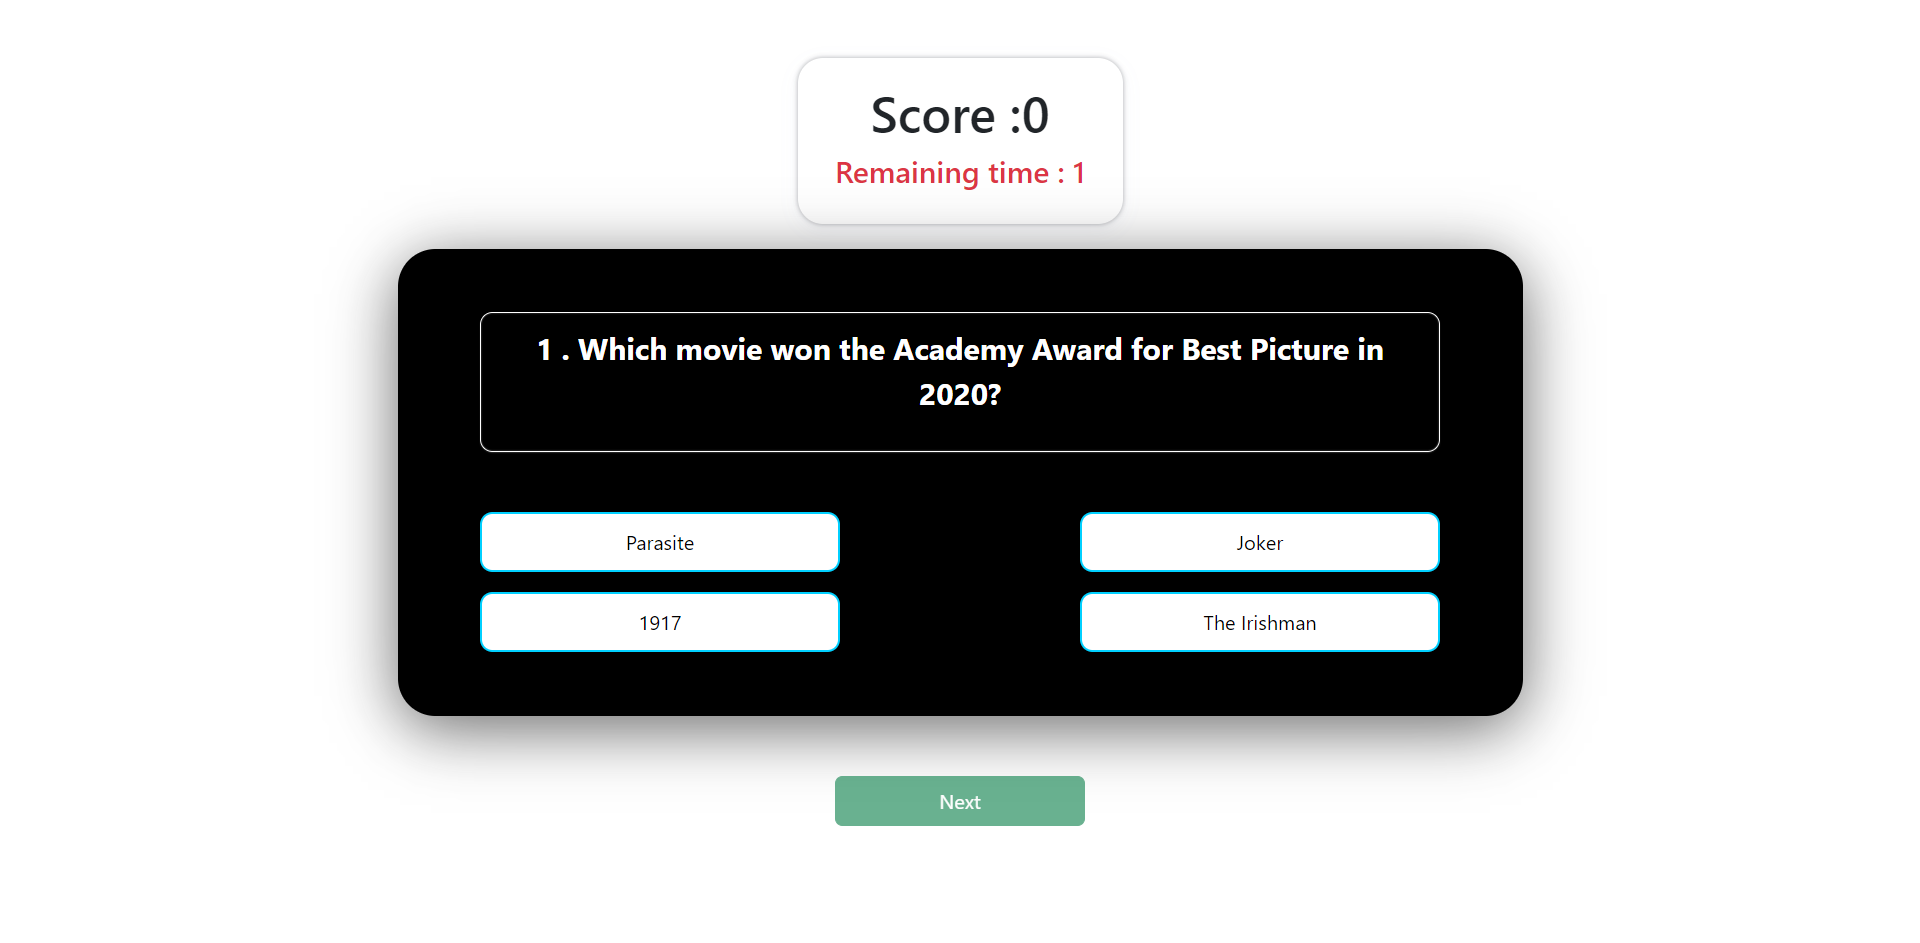 Score :0
Remaining time : 1
1 . Which movie won the Academy Award for Best Picture in
2020?
Parasite
Joker
1917
The Irishman
Next